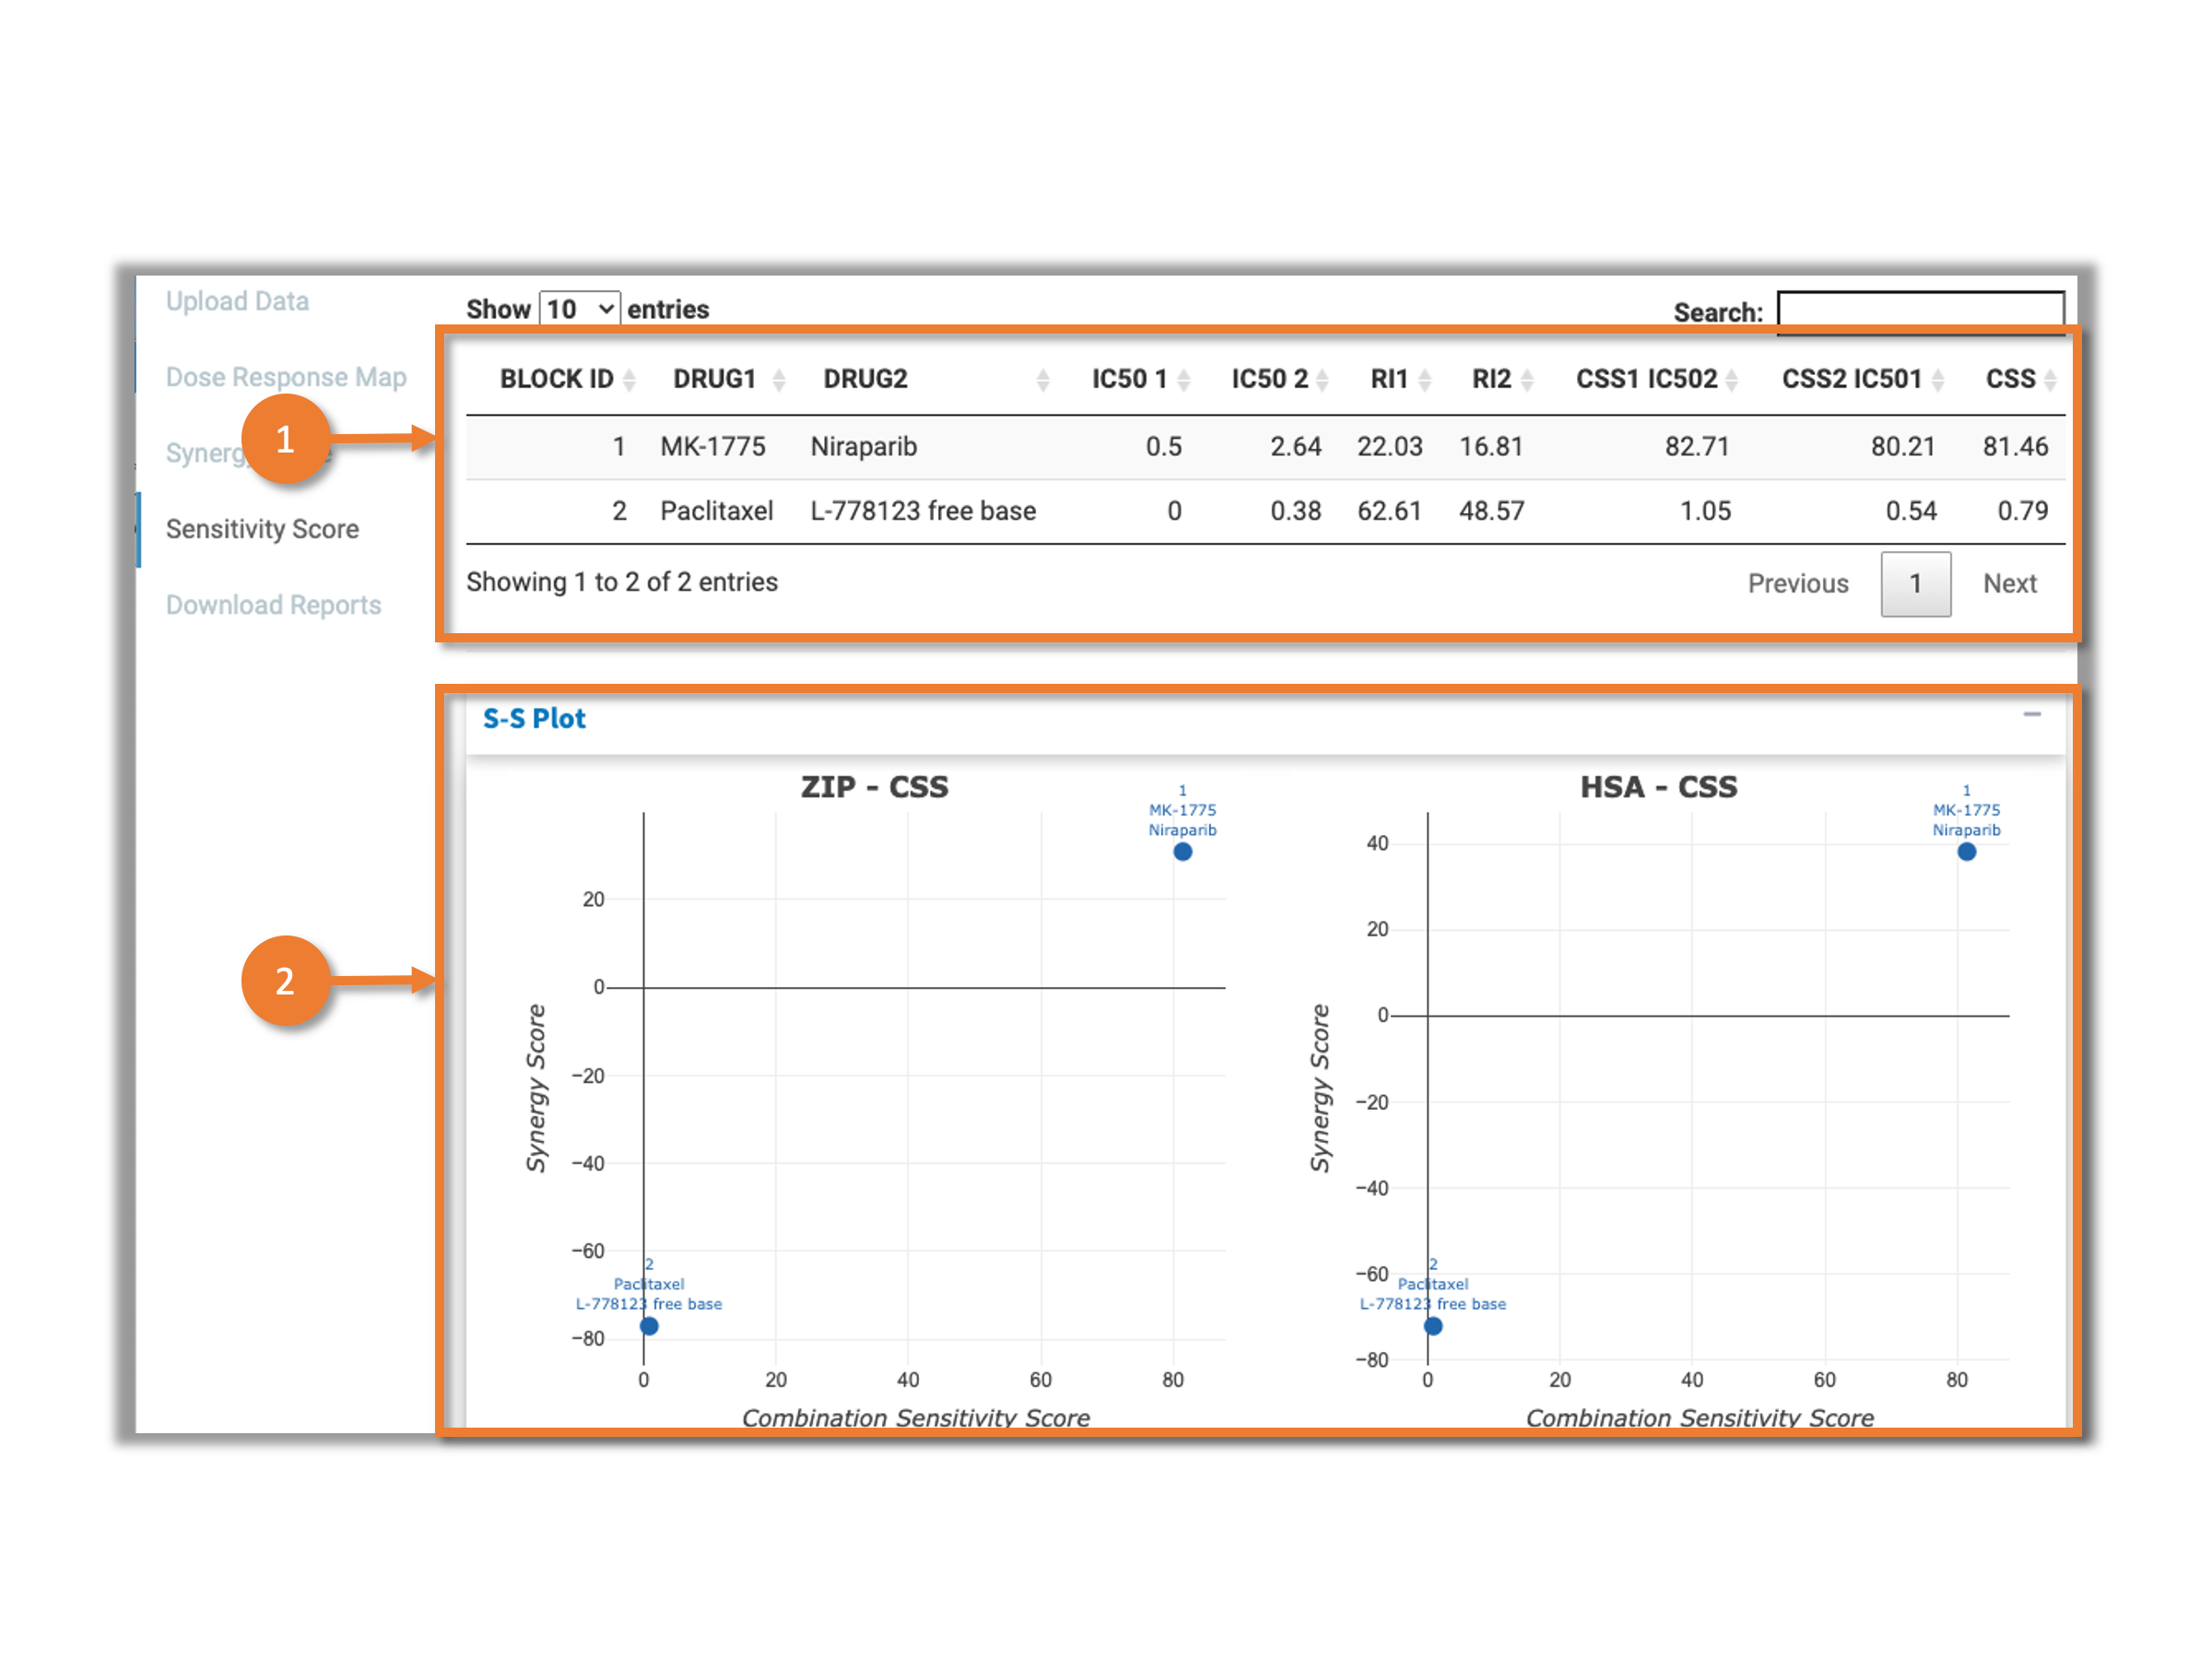 Upload Data
Dose Response Map
Synerg e
Sensitivity Score
Download Reports
1
2
Show 10 entries
Search:
BLOCK ID DRUG1 DRUG2 IC50 1 IC50 2 RI1 RI2 CSS1 IC502 CSS2 IC501 CSS
1 MK-1775 Niraparib 0.5 2.64 22.03 16.81 82.71 80.21 81.46
2 Paclitaxel L-778123 free base 0 0.38 62.61 48.57 1.05 0.54 0.79
Showing 1 to 2 of 2 entries
Previous 1 Next
S-S Plot
ZIP - CSS
1
MK-1775
Niraparib
20
0
−20
−40
−60
−80
Synergy Score
2
Paclitaxel
L-778123 free base
0 20 40 60 80
Combination Sensitivity Score
HSA - CSS
1
MK-1775
Niraparib
40
20
0
−20
−40
−60
−80
Synergy Score
2
Paclitaxel
L-778123 free base
0 20 40 60 80
Combination Sensitivity Score